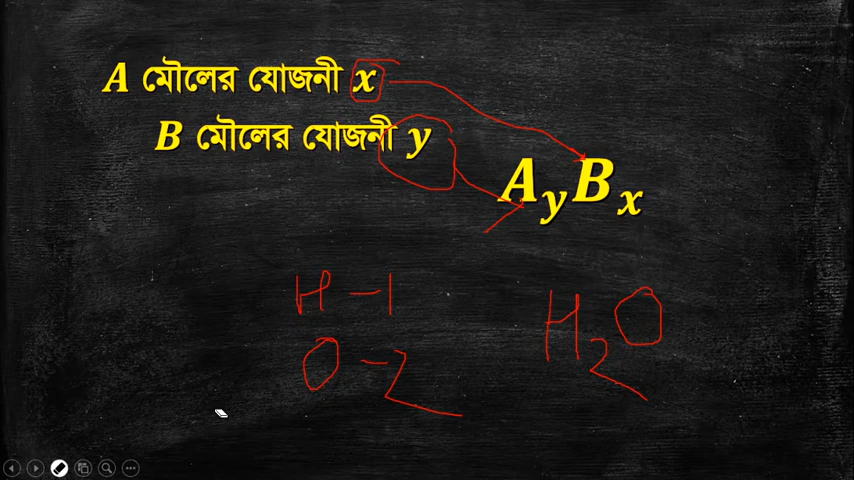 A মৌলের যোজনী x
B মৌলের যোজনী y
AyBx
H - 1
O - 2
H2O